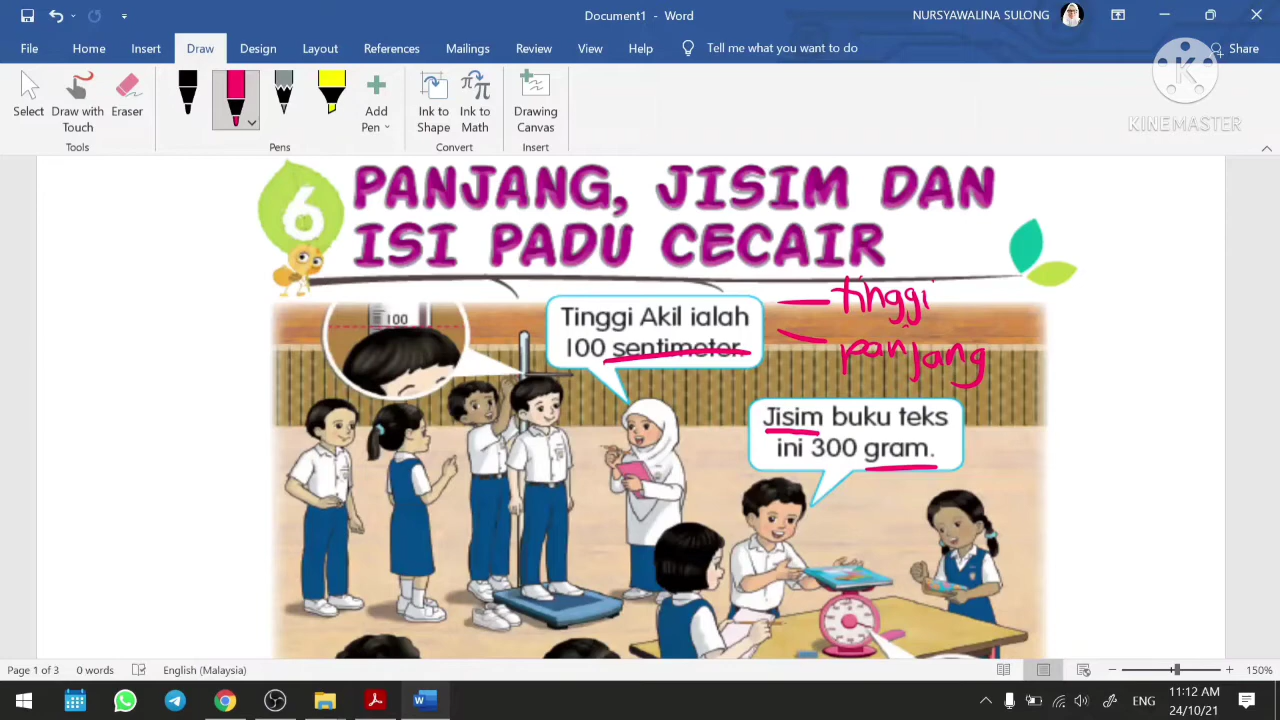 Document1 - Word
NURSYAWALINA SULONG
File Home Insert Draw Design Layout References Mailings Review View Help Tell me what you want to do Share
Select
Draw with Touch
Eraser
Add Pen
Ink to Shape
Ink to Math
Drawing Canvas
Tools
Pens
Convert
Insert
K
KINEMASTER
6
PANJANG, JISIM DAN
ISI PADU CECAIR
100
Tinggi Akil ialah
100 sentimeter.
tinggi
panjang
Jisim buku teks
ini 300 gram.
Page 1 of 3 0 words English (Malaysia) 150%
ENG
11:12 AM
24/10/21